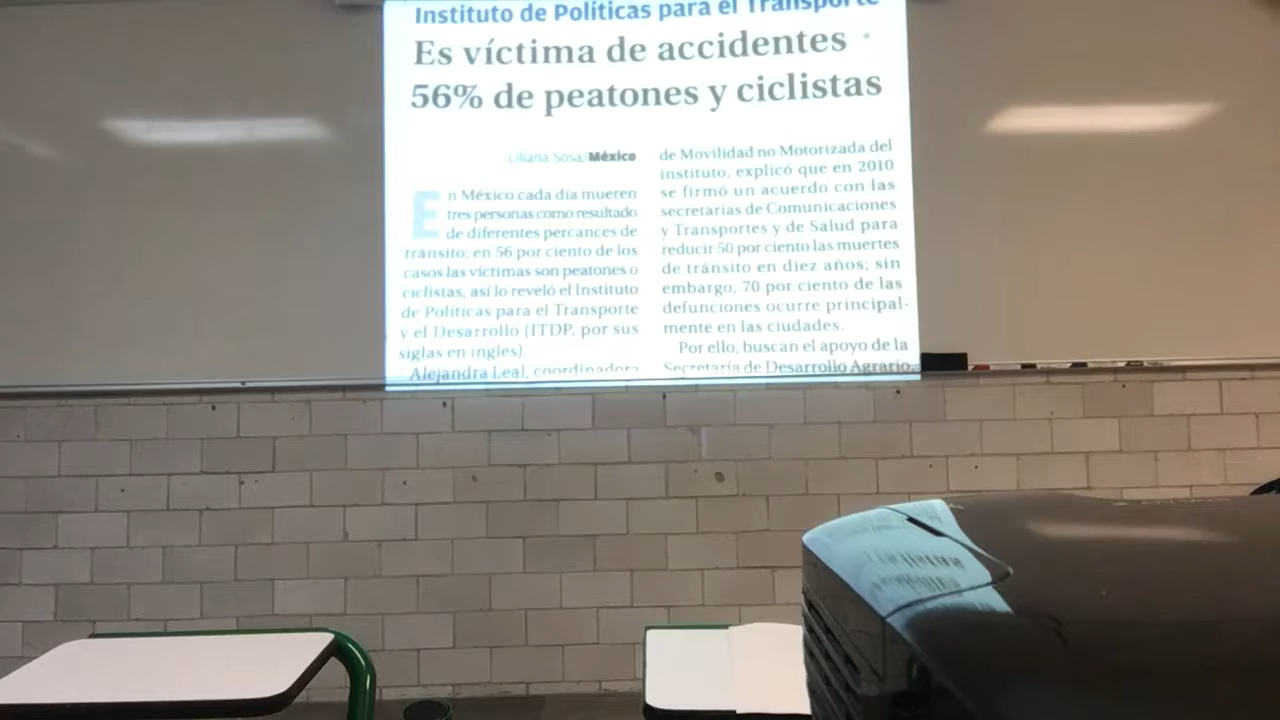 Instituto de Políticas para el Transporte
Es víctima de accidentes
56% de peatones y ciclistas
Liliana Sosa/México
En México cada día mueren
tres personas como resultado
de diferentes percances de
tránsito; en 56 por ciento de los
casos las víctimas son peatones o
ciclistas, así lo reveló el Instituto
de Políticas para el Transporte
y el Desarrollo (ITDP, por sus
siglas en ingles).
Alejandra Leal, coordinadora
de Movilidad no Motorizada del
instituto, explicó que en 2010
se firmó un acuerdo con las
secretarías de Comunicaciones
y Transportes y de Salud para
reducir 50 por ciento las muertes
de tránsito en diez años; sin
embargo, 70 por ciento de las
defunciones ocurre principal-
mente en las ciudades.
Por ello, buscan el apoyo de la
Secretaría de Desarrollo Agrario,